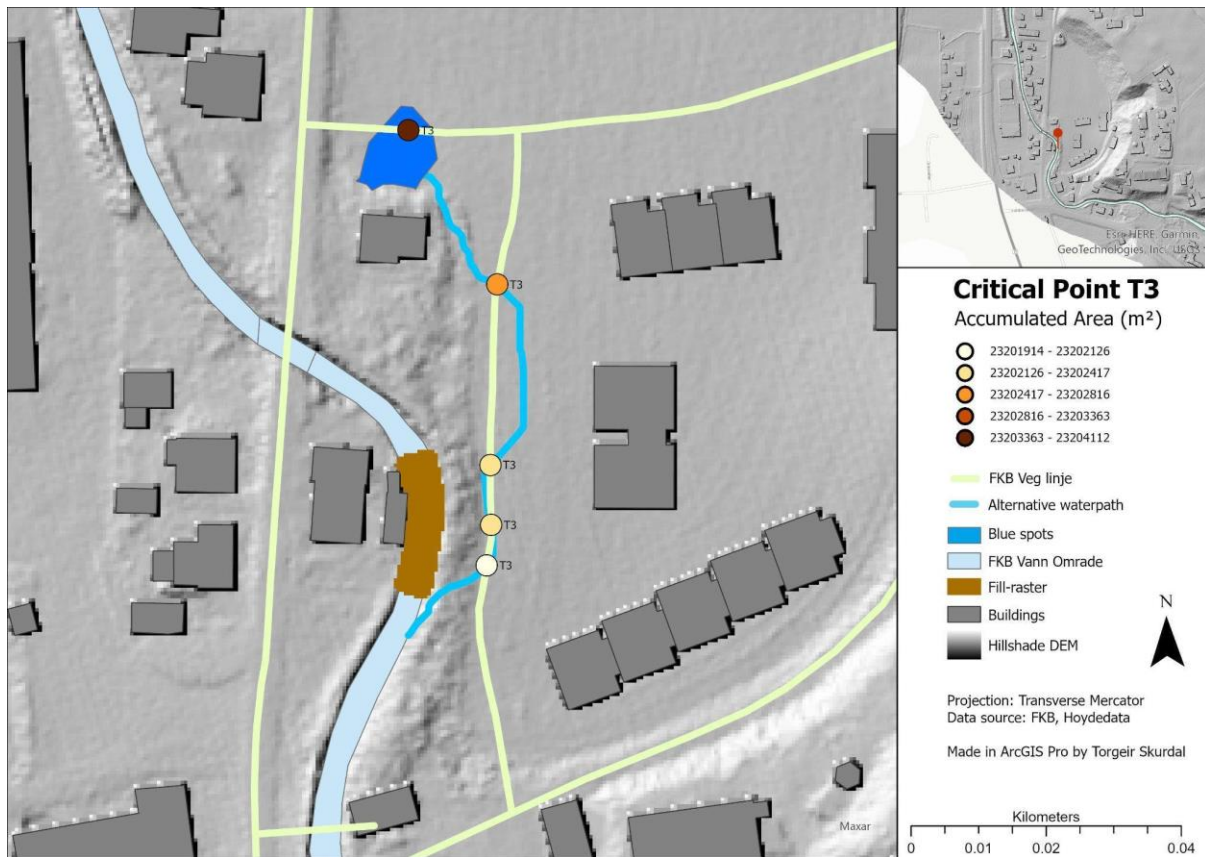 T3
T3
T3
T3
T3
Maxar
Esri HERE, Garmin,
GeoTechnologies, Inc, USGS
Critical Point T3
Accumulated Area (m²)
23201914 - 23202126
23202126 - 23202417
23202417 - 23202816
23202816 - 23203363
23203363 - 23204112
FKB Veg linje
Alternative waterpath
Blue spots
FKB Vann Omrade
Fill-raster
Buildings
Hillshade DEM
N
Projection: Transverse Mercator
Data source: FKB, Hoydedata
Made in ArcGIS Pro by Torgeir Skurdal
Kilometers
0 0.01 0.02 0.04